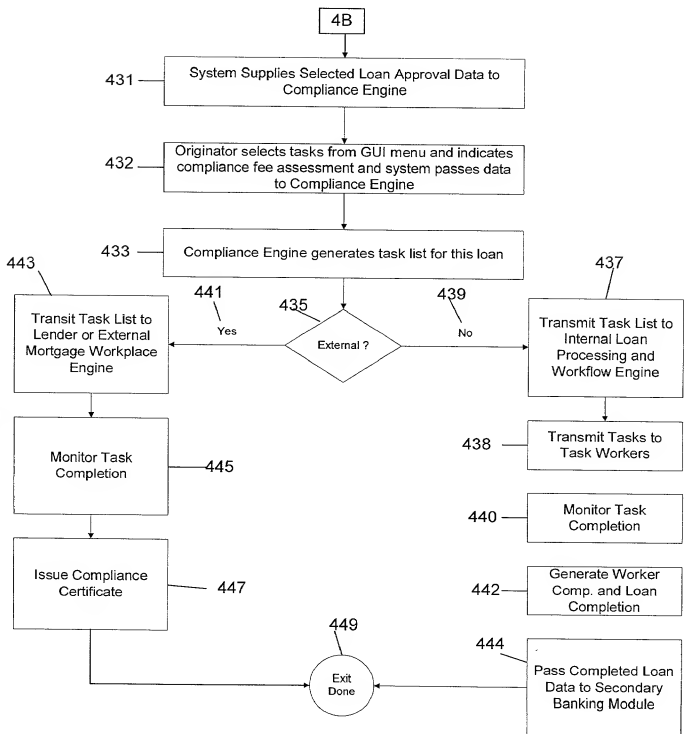 4B
431
System Supplies Selected Loan Approval Data to
Compliance Engine
432
Originator selects tasks from GUI menu and indicates
compliance fee assessment and system passes data
to Compliance Engine
433
Compliance Engine generates task list for this loan
443
441
435
439
437
Transit Task List to
Lender or External
Mortgage Workplace
Engine
Yes
External ?
No
Transmit Task List to
Internal Loan
Processing and
Workflow Engine
438
Transmit Tasks to
Task Workers
Monitor Task
Completion
445
440
Monitor Task
Completion
Issue Compliance
Certificate
447
442
Generate Worker
Comp. and Loan
Completion
449
Exit
Done
444
Pass Completed Loan
Data to Secondary
Banking Module